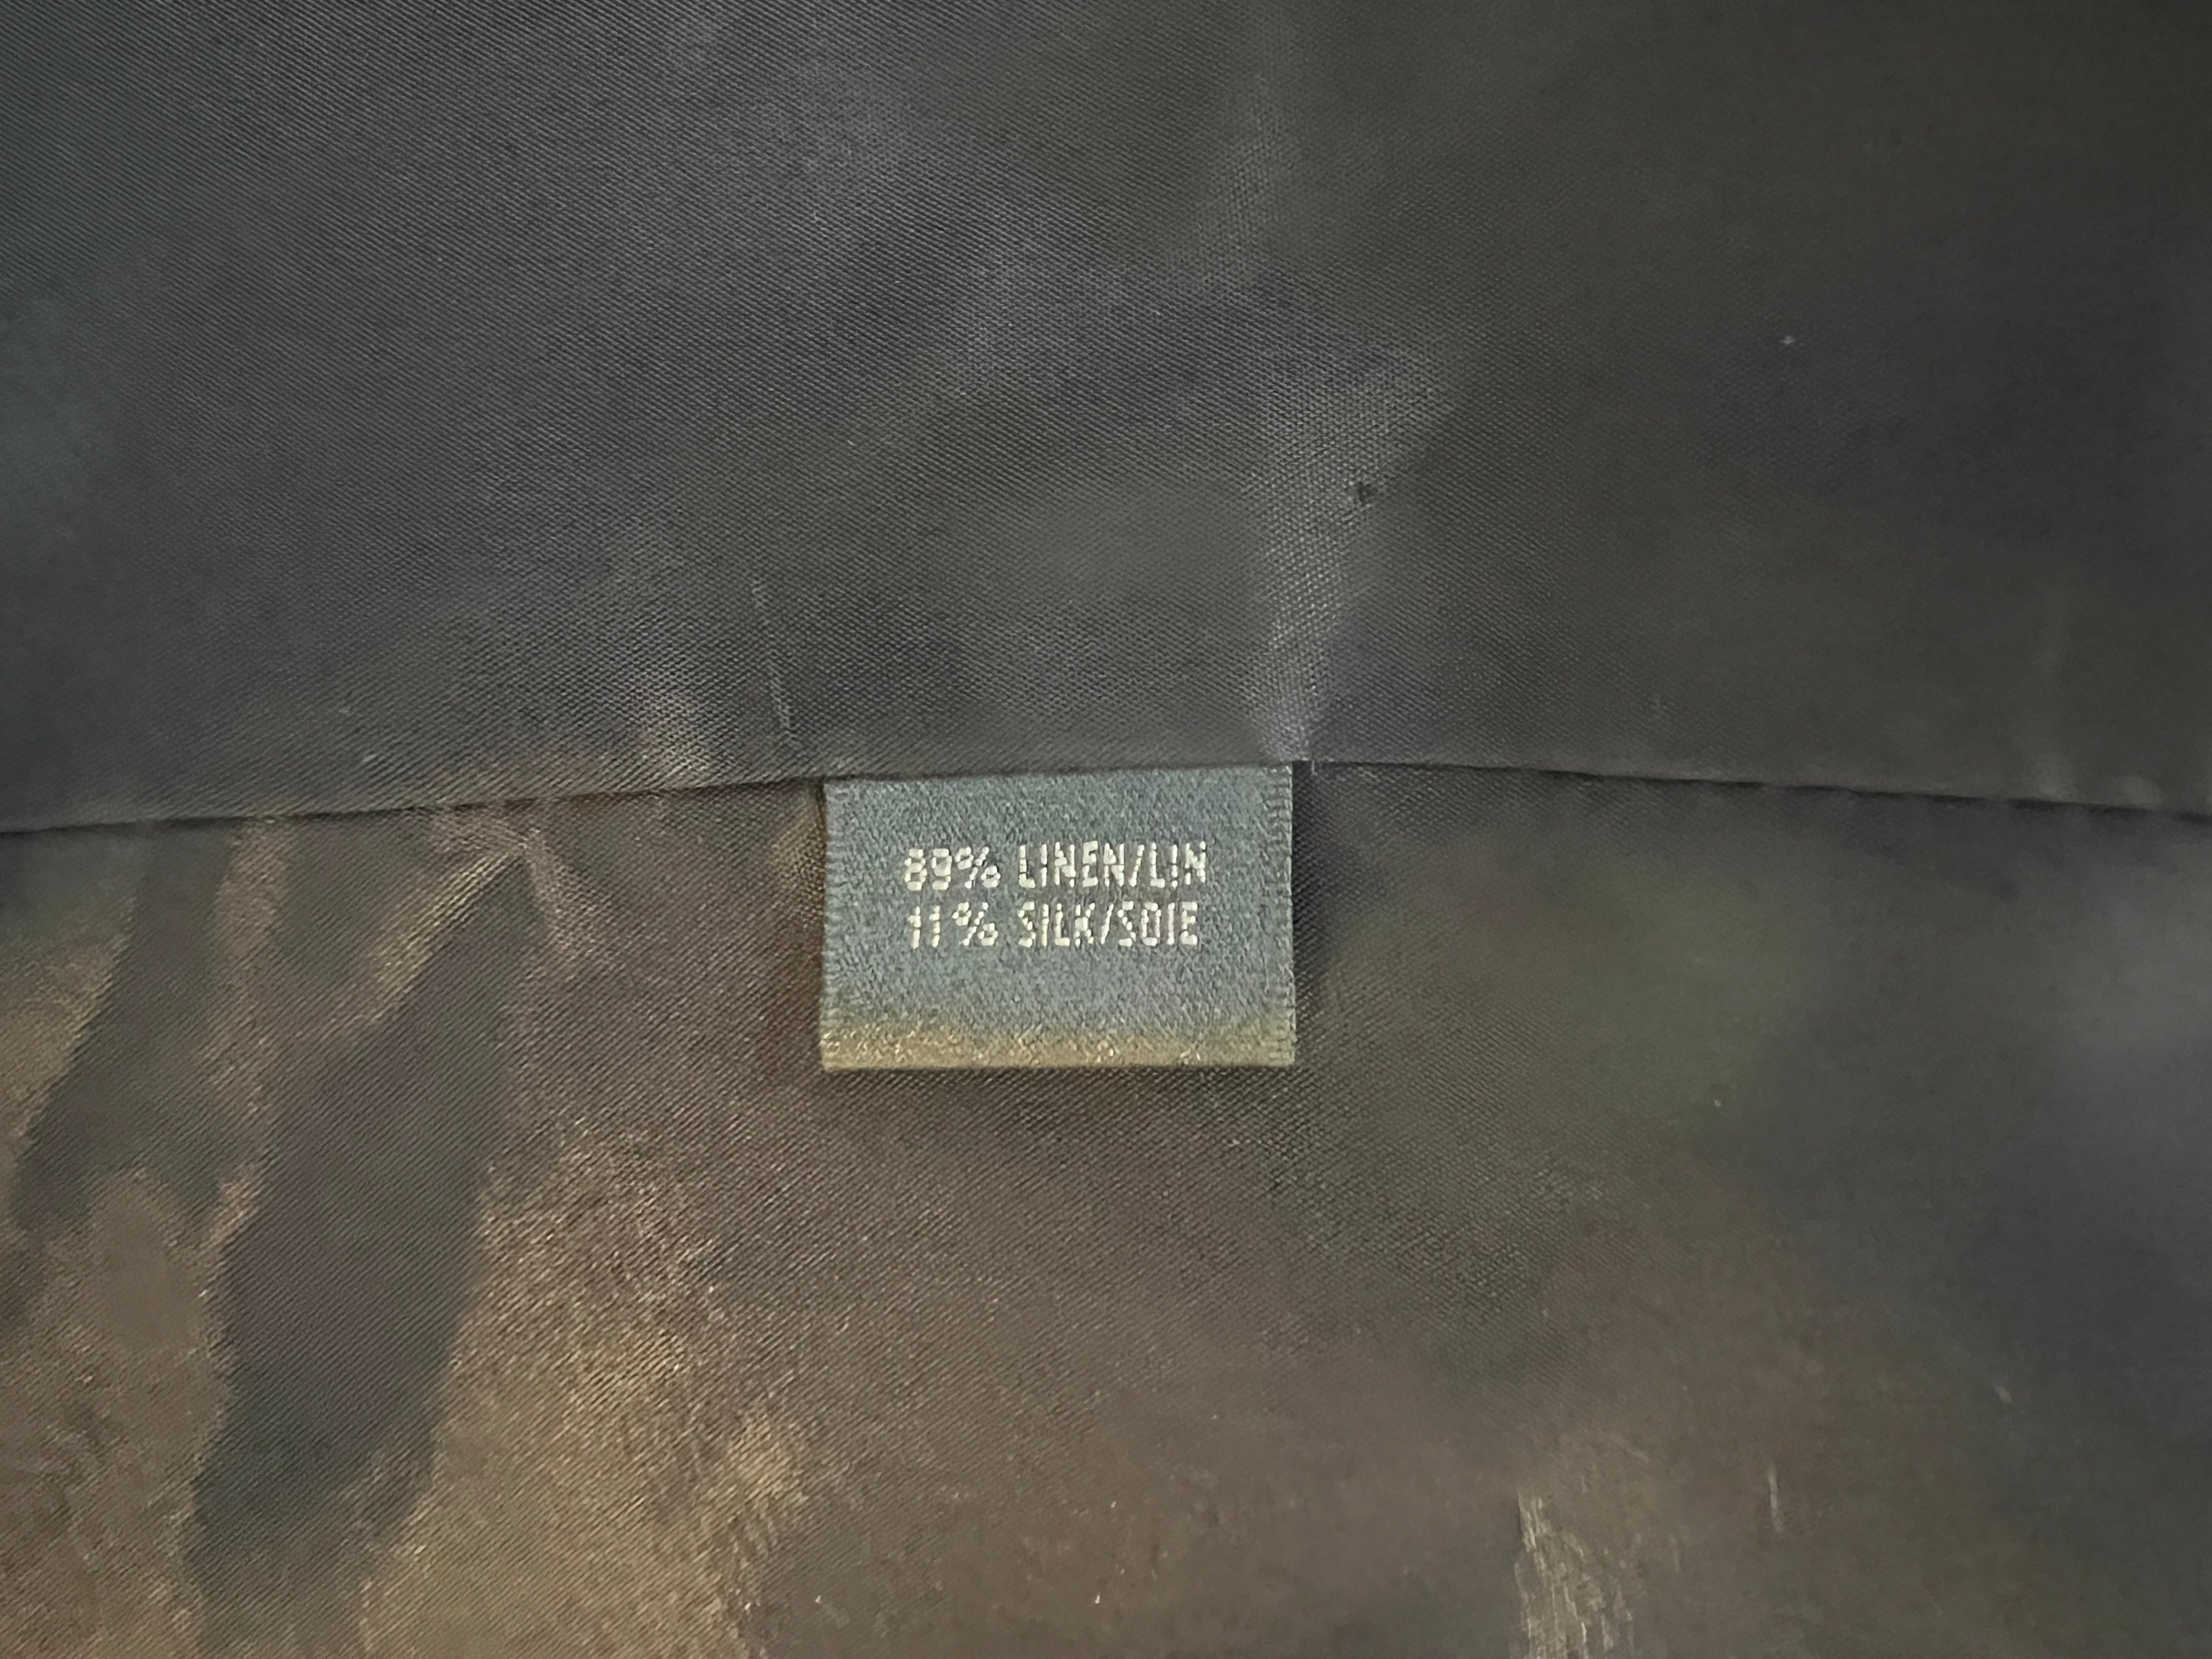 89% LINEN/LIN
11% SILK/SOIE